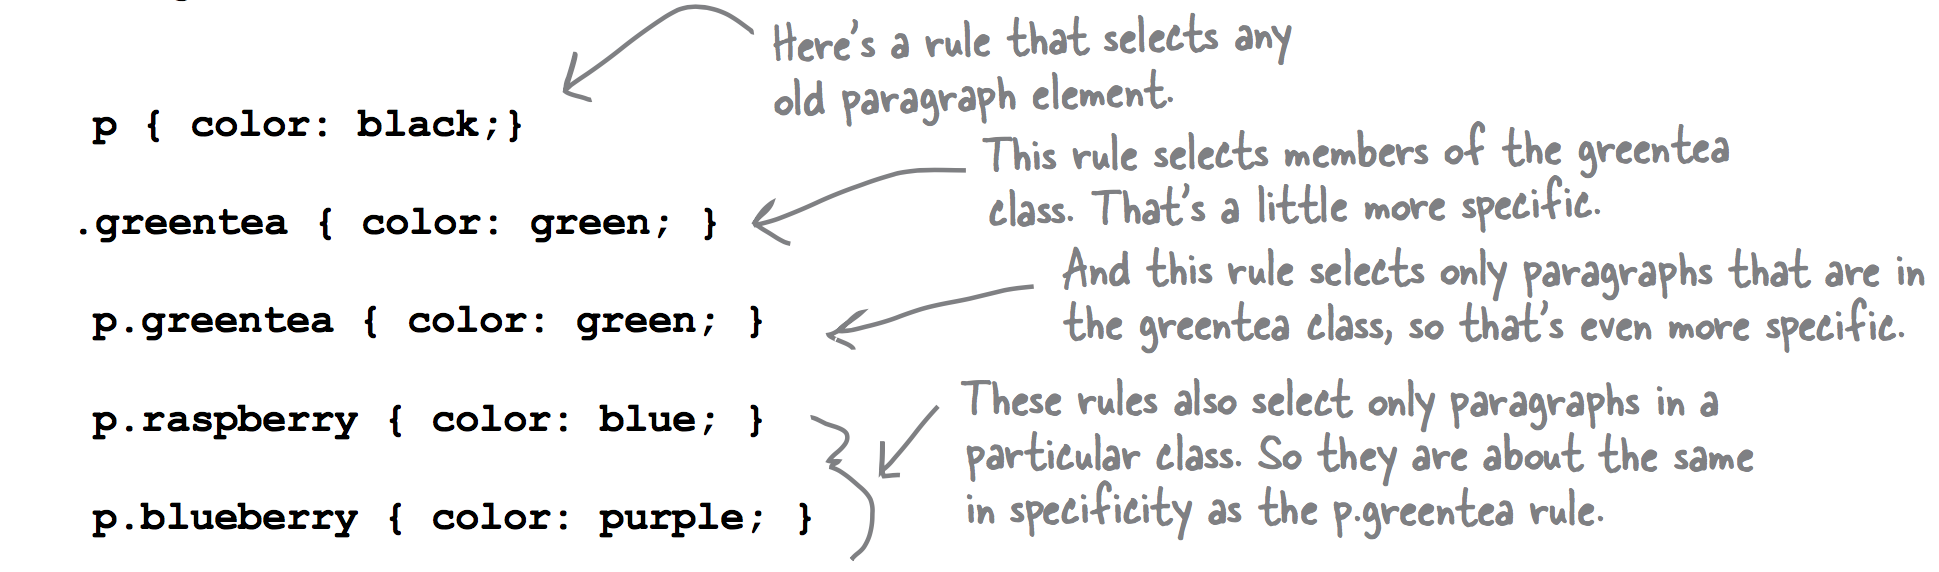 Here's a rule that selects any
old paragraph element.
p { color: black;}
This rule selects members of the greentea
class. That's a little more specific.
.greentea { color: green; }
And this rule selects only paragraphs that are in
the greentea class, so that's even more specific.
p.greentea { color: green; }
These rules also select only paragraphs in a
particular class. So they are about the same
in specificity as the p.greentea rule.
p.raspberry { color: blue; }
p.blueberry { color: purple; }